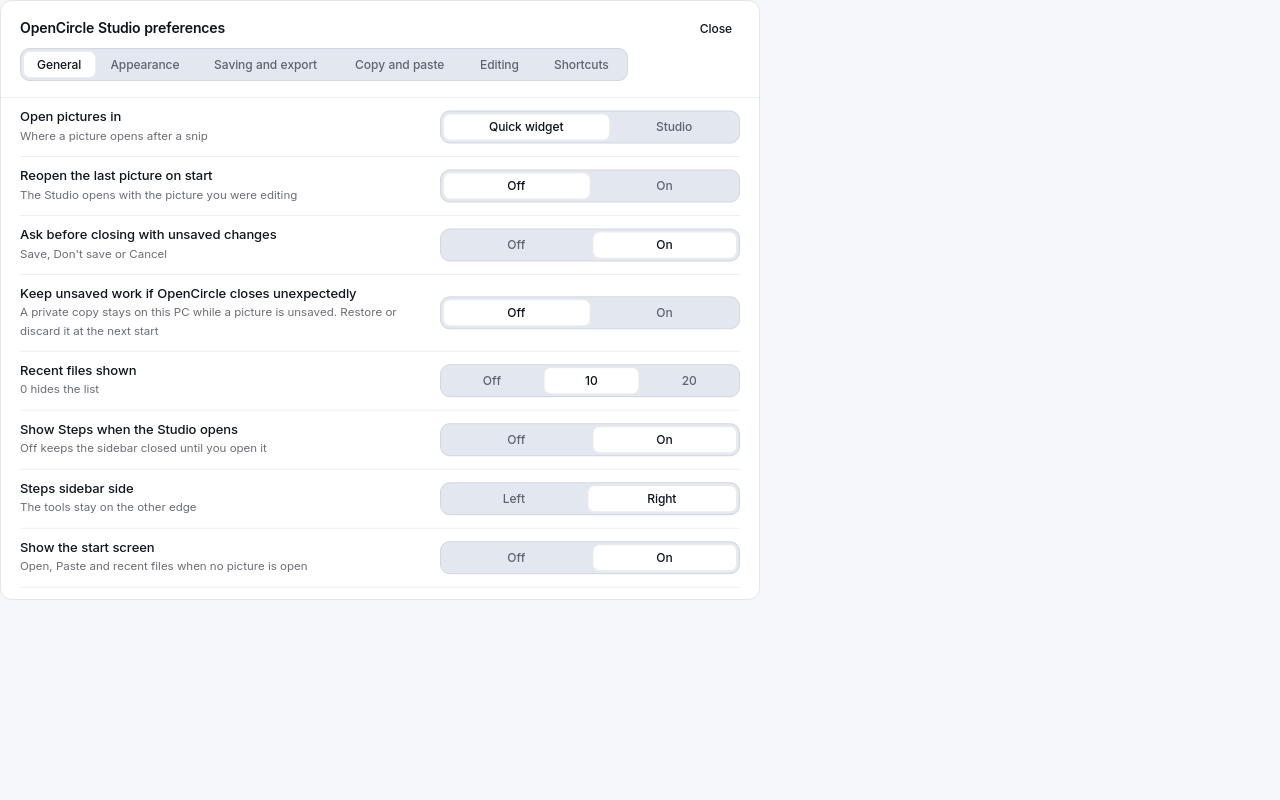 OpenCircle Studio preferences
Close
General Appearance Saving and export Copy and paste Editing Shortcuts
Open pictures in
Where a picture opens after a snip
Quick widget Studio
Reopen the last picture on start
The Studio opens with the picture you were editing
Off On
Ask before closing with unsaved changes
Save, Don't save or Cancel
Off On
Keep unsaved work if OpenCircle closes unexpectedly
A private copy stays on this PC while a picture is unsaved. Restore or
discard it at the next start
Off On
Recent files shown
0 hides the list
Off 10 20
Show Steps when the Studio opens
Off keeps the sidebar closed until you open it
Off On
Steps sidebar side
The tools stay on the other edge
Left Right
Show the start screen
Open, Paste and recent files when no picture is open
Off On